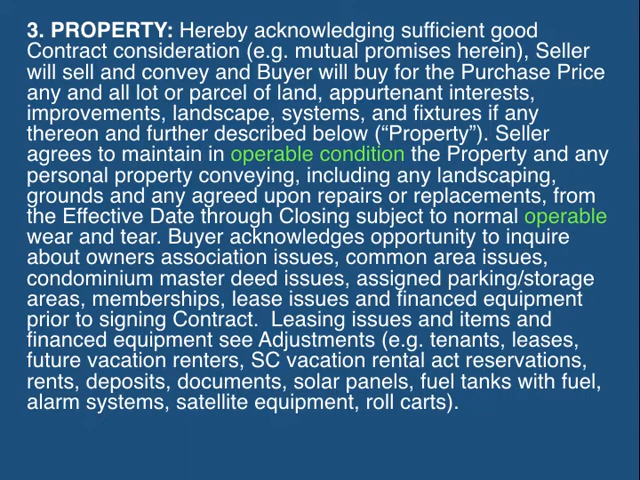 3. PROPERTY: Hereby acknowledging sufficient good
Contract consideration (e.g. mutual promises herein), Seller
will sell and convey and Buyer will buy for the Purchase Price
any and all lot or parcel of land, appurtenant interests,
improvements, landscape, systems, and fixtures if any
thereon and further described below (“Property”). Seller
agrees to maintain in operable condition the Property and any
personal property conveying, including any landscaping,
grounds and any agreed upon repairs or replacements, from
the Effective Date through Closing subject to normal operable
wear and tear. Buyer acknowledges opportunity to inquire
about owners association issues, common area issues,
condominium master deed issues, assigned parking/storage
areas, memberships, lease issues and financed equipment
prior to signing Contract.  Leasing issues and items and
financed equipment see Adjustments (e.g. tenants, leases,
future vacation renters, SC vacation rental act reservations,
rents, deposits, documents, solar panels, fuel tanks with fuel,
alarm systems, satellite equipment, roll carts).